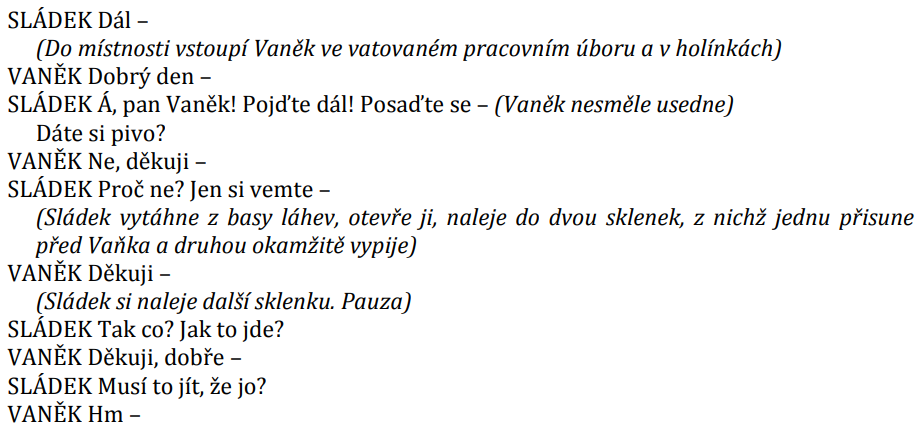 SLÁDEK Dál –
(Do místnosti vstoupí Vaněk ve vatovaném pracovním úboru a v holínkách)
VANĚK Dobrý den –
SLÁDEK Á, pan Vaněk! Pojďte dál! Posaďte se – (Vaněk nesměle usedne)
Dáte si pivo?
VANĚK Ne, děkuji –
SLÁDEK Proč ne? Jen si vemte –
(Sládek vytáhne z basy láhev, otevře ji, naleje do dvou sklenek, z nichž jednu přisune
před Vaňka a druhou okamžitě vypije)
VANĚK Děkuji –
(Sládek si naleje další sklenku. Pauza)
SLÁDEK Tak co? Jak to jde?
VANĚK Děkuji, dobře –
SLÁDEK Musí to jít, že jo?
VANĚK Hm –